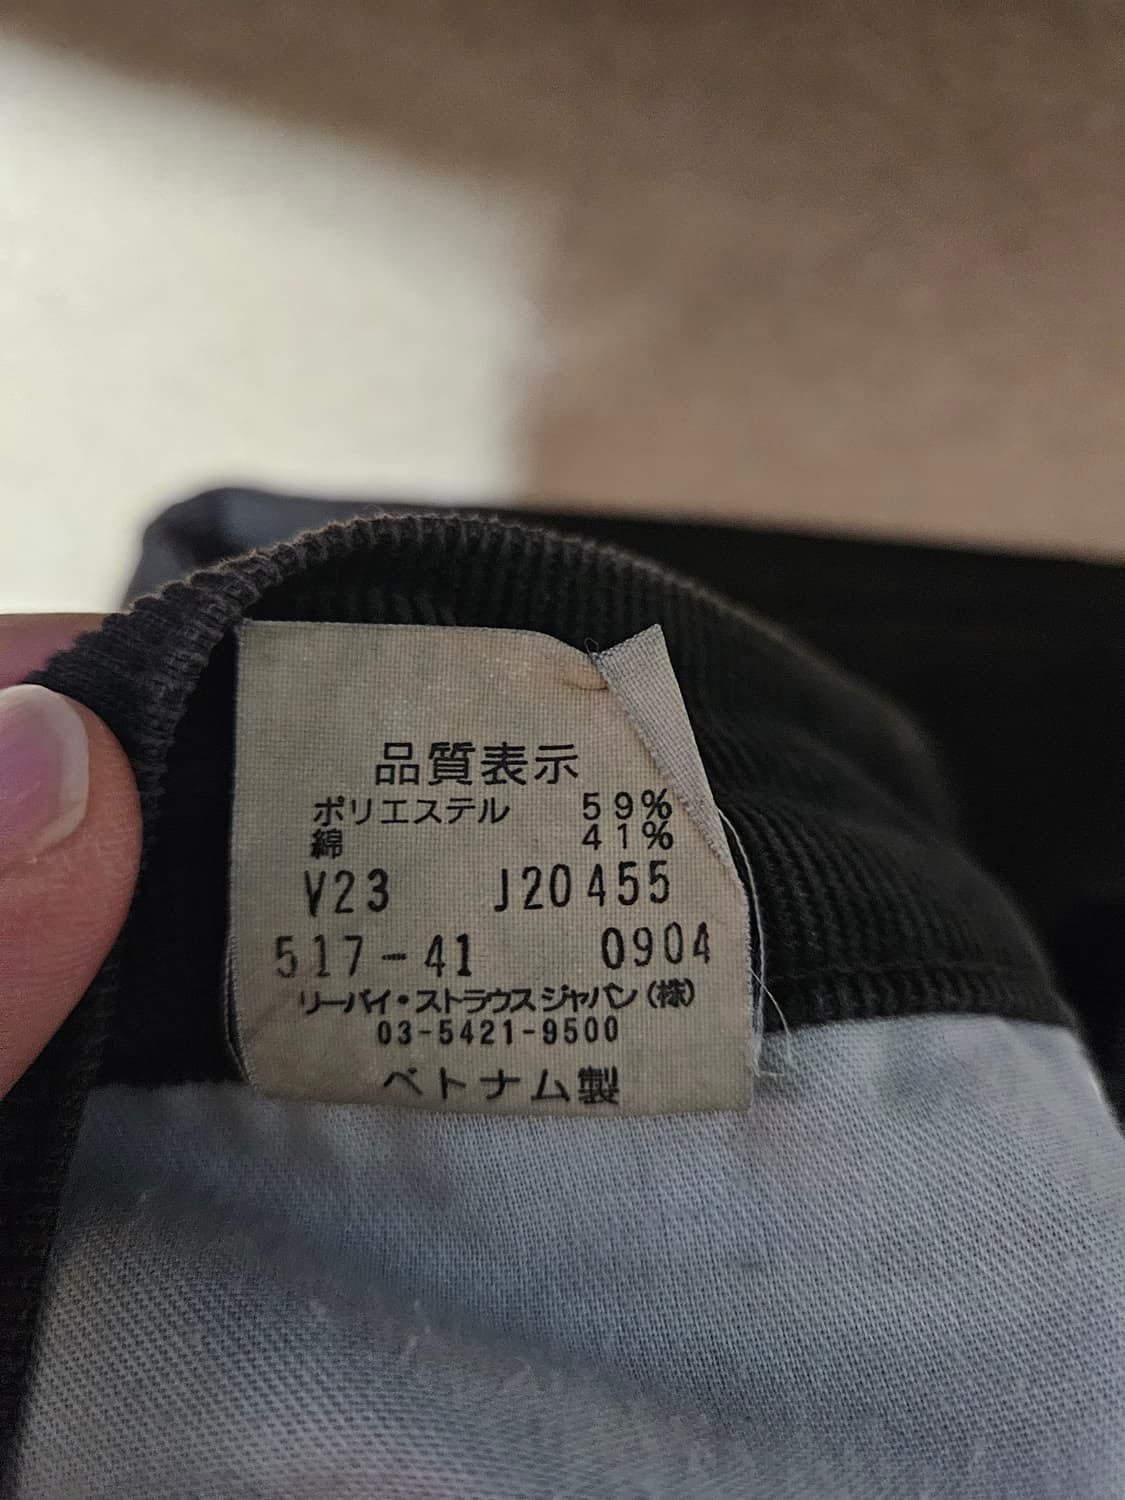 品質表示
ポリエステル 59%
綿 41%
V23 J20455
517-41 0904
リーバイ・ストラウスジャパン(株)
03-5421-9500
ベトナム製